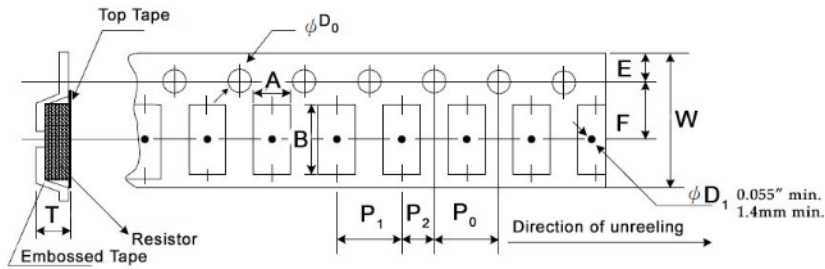 Top Tape
ϕD₀
A
B
E
F
W
T
P₁
P₂
P₀
ϕD₁ 0.055″ min.
1.4mm min.
Direction of unreeling
Resistor
Embossed Tape